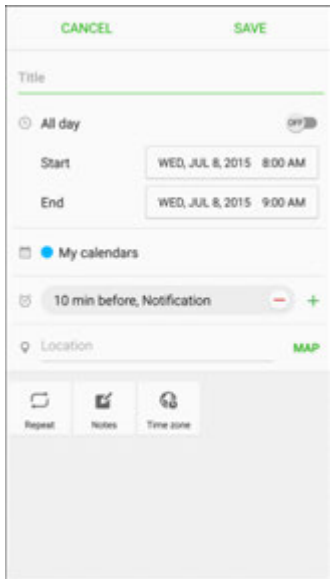 CANCEL SAVE
Title
All day OFF
Start WED, JUL 8, 2015 8:00 AM
End WED, JUL 8, 2015 9:00 AM
My calendars
10 min before, Notification
Location MAP
Repeat Notes Time zone